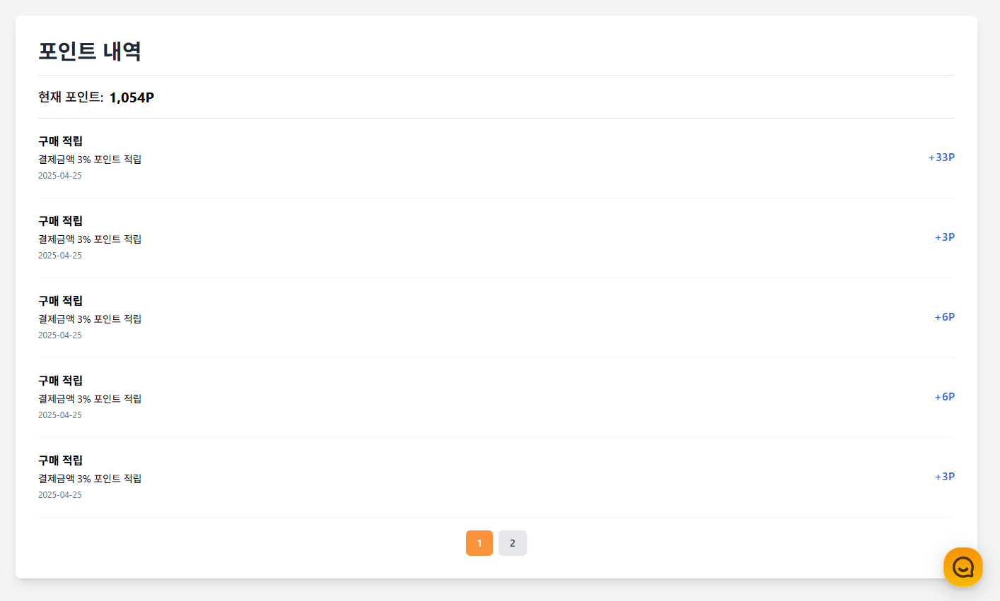 포인트 내역
현재 포인트: 1,054P
구매 적립
결제금액 3% 포인트 적립
+33P
2025-04-25
구매 적립
결제금액 3% 포인트 적립
+3P
2025-04-25
구매 적립
결제금액 3% 포인트 적립
+6P
2025-04-25
구매 적립
결제금액 3% 포인트 적립
+6P
2025-04-25
구매 적립
결제금액 3% 포인트 적립
+3P
2025-04-25
1 2